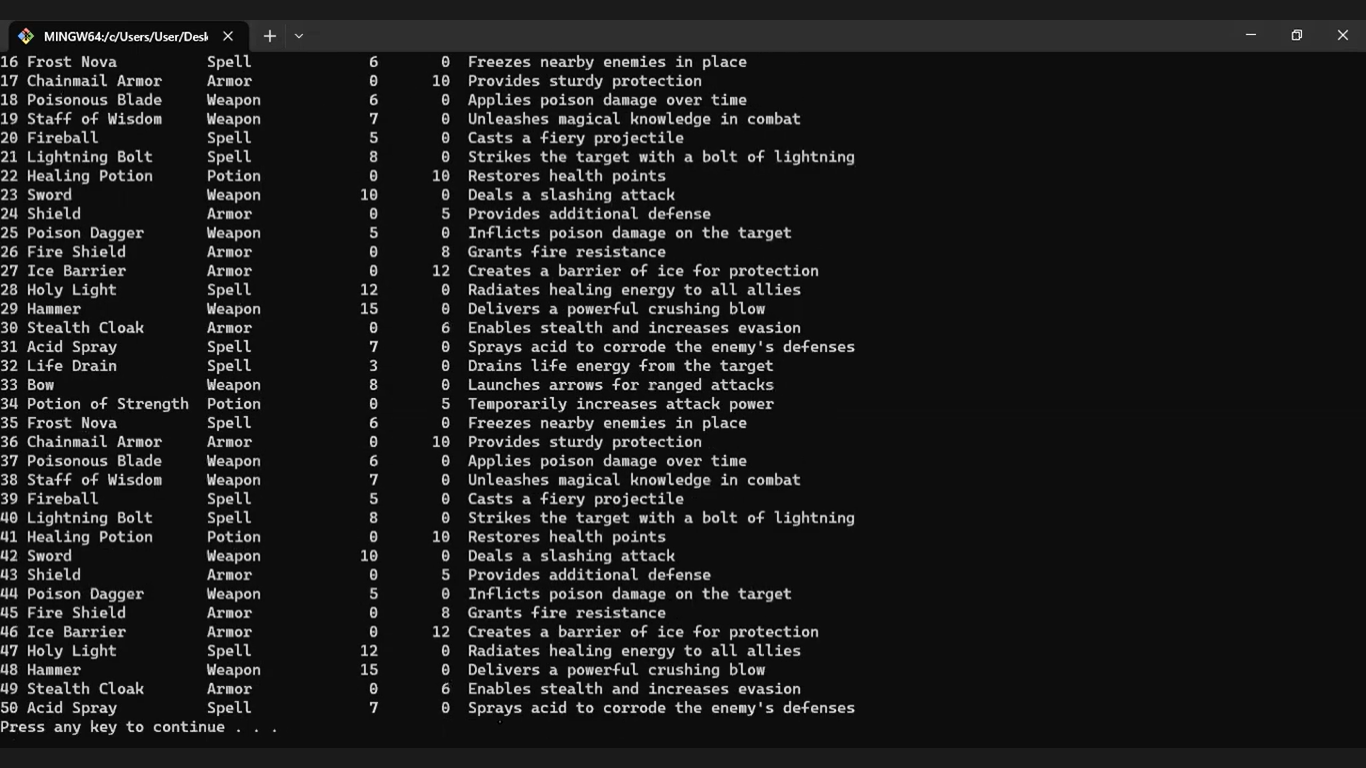 MINGW64:/c/Users/User/Desk
16 Frost Nova Spell 6 0 Freezes nearby enemies in place
17 Chainmail Armor Armor 0 10 Provides sturdy protection
18 Poisonous Blade Weapon 6 0 Applies poison damage over time
19 Staff of Wisdom Weapon 7 0 Unleashes magical knowledge in combat
20 Fireball Spell 5 0 Casts a fiery projectile
21 Lightning Bolt Spell 8 0 Strikes the target with a bolt of lightning
22 Healing Potion Potion 0 10 Restores health points
23 Sword Weapon 10 0 Deals a slashing attack
24 Shield Armor 0 5 Provides additional defense
25 Poison Dagger Weapon 5 0 Inflicts poison damage on the target
26 Fire Shield Armor 0 8 Grants fire resistance
27 Ice Barrier Armor 0 12 Creates a barrier of ice for protection
28 Holy Light Spell 12 0 Radiates healing energy to all allies
29 Hammer Weapon 15 0 Delivers a powerful crushing blow
30 Stealth Cloak Armor 0 6 Enables stealth and increases evasion
31 Acid Spray Spell 7 0 Sprays acid to corrode the enemy's defenses
32 Life Drain Spell 3 0 Drains life energy from the target
33 Bow Weapon 8 0 Launches arrows for ranged attacks
34 Potion of Strength Potion 0 5 Temporarily increases attack power
35 Frost Nova Spell 6 0 Freezes nearby enemies in place
36 Chainmail Armor Armor 0 10 Provides sturdy protection
37 Poisonous Blade Weapon 6 0 Applies poison damage over time
38 Staff of Wisdom Weapon 7 0 Unleashes magical knowledge in combat
39 Fireball Spell 5 0 Casts a fiery projectile
40 Lightning Bolt Spell 8 0 Strikes the target with a bolt of lightning
41 Healing Potion Potion 0 10 Restores health points
42 Sword Weapon 10 0 Deals a slashing attack
43 Shield Armor 0 5 Provides additional defense
44 Poison Dagger Weapon 5 0 Inflicts poison damage on the target
45 Fire Shield Armor 0 8 Grants fire resistance
46 Ice Barrier Armor 0 12 Creates a barrier of ice for protection
47 Holy Light Spell 12 0 Radiates healing energy to all allies
48 Hammer Weapon 15 0 Delivers a powerful crushing blow
49 Stealth Cloak Armor 0 6 Enables stealth and increases evasion
50 Acid Spray Spell 7 0 Sprays acid to corrode the enemy's defenses
Press any key to continue . . .